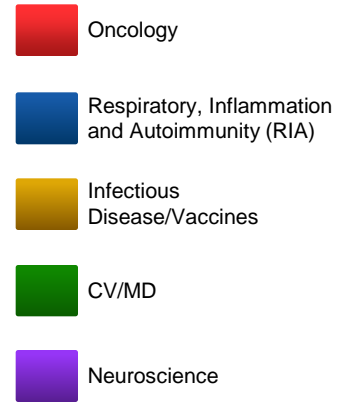 Oncology
Respiratory, Inflammation
and Autoimmunity (RIA)
Infectious
Disease/Vaccines
CV/MD
Neuroscience